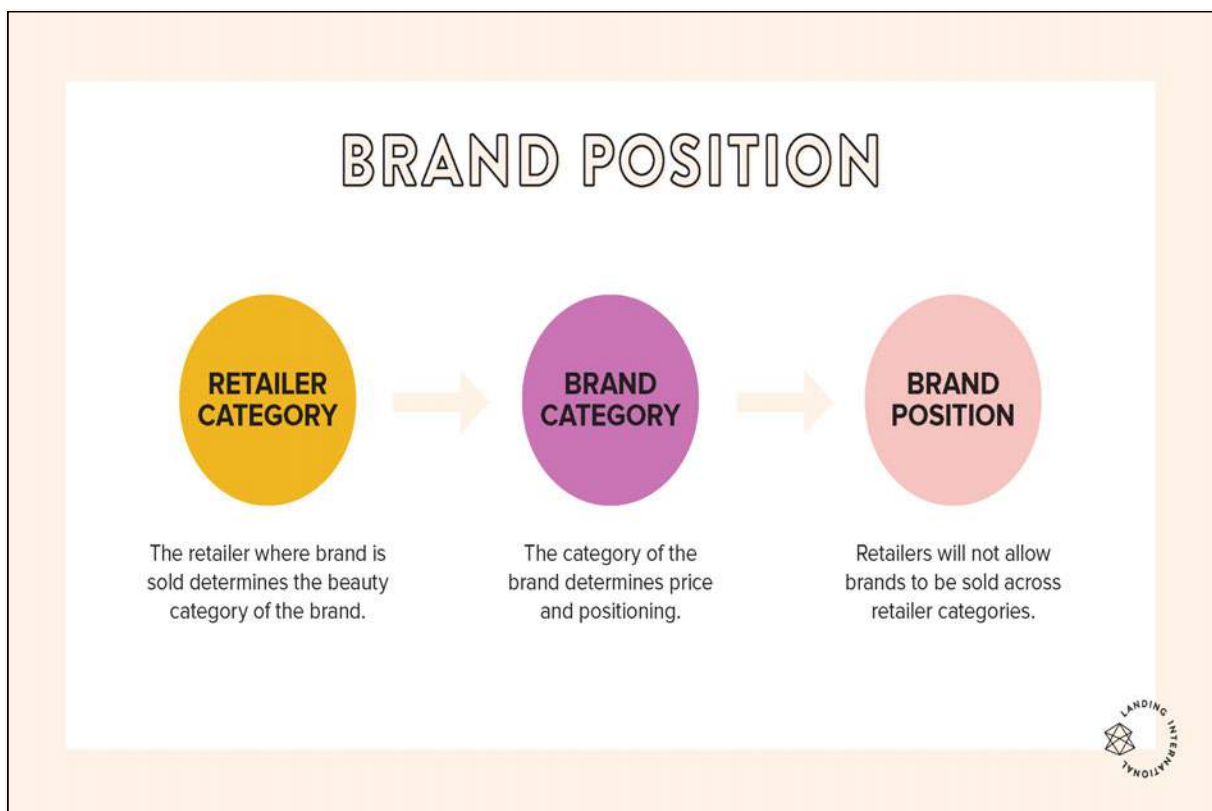 BRAND POSITION
RETAILER
CATEGORY
BRAND
CATEGORY
BRAND
POSITION
The retailer where brand is
sold determines the beauty
category of the brand.
The category of the
brand determines price
and positioning.
Retailers will not allow
brands to be sold across
retailer categories.
LANDING INTERNATIONAL